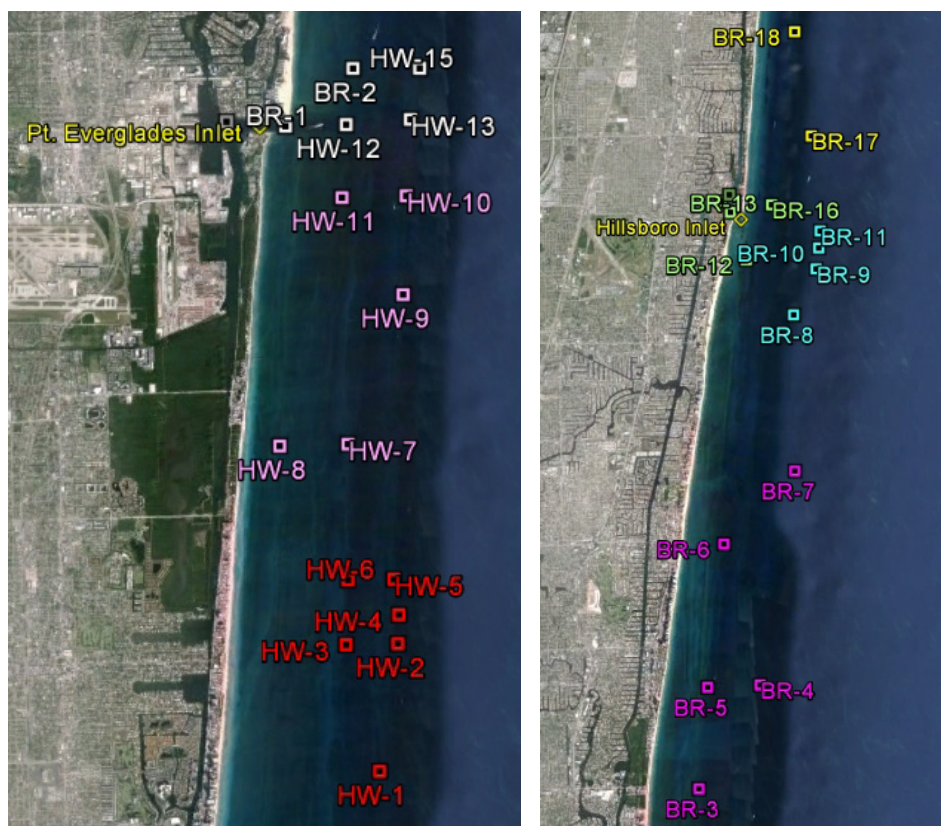 HW-15
BR-2
BR-1
Pt. Everglades Inlet
HW-13
HW-12
HW-10
HW-11
HW-9
HW-8
HW-7
HW-6
HW-5
HW-4
HW-3
HW-2
HW-1
BR-18
BR-17
BR-13
BR-16
Hillsboro Inlet
BR-11
BR-10
BR-12
BR-9
BR-8
BR-7
BR-6
BR-4
BR-5
BR-3